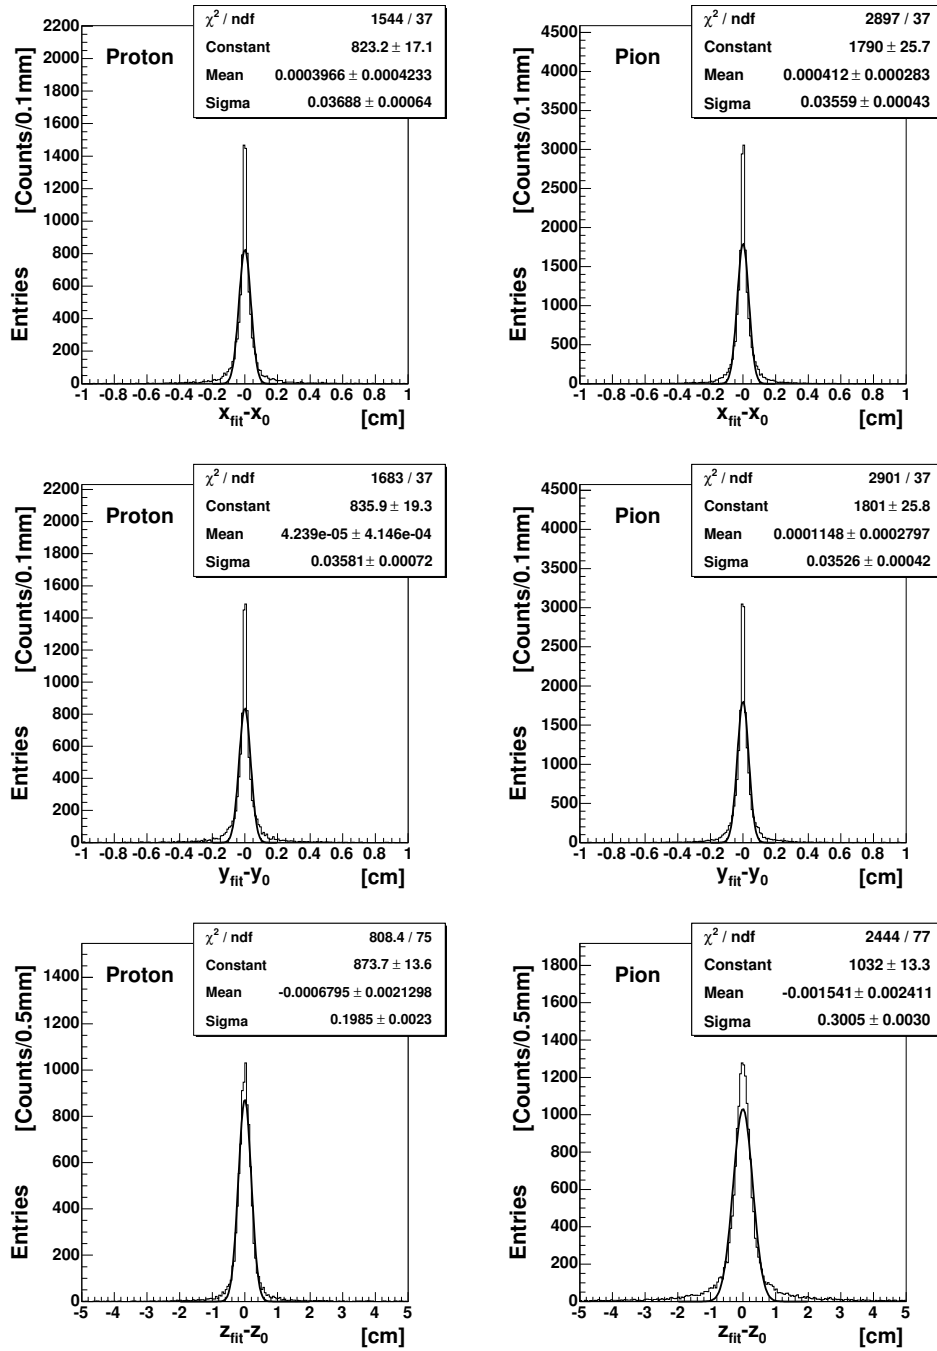 Proton
χ² / ndf 1544 / 37
Constant 823.2 ± 17.1
Mean 0.0003966 ± 0.0004233
Sigma 0.03688 ± 0.00064
Entries [Counts/0.1mm]
2200
2000
1800
1600
1400
1200
1000
800
600
400
200
0
-1 -0.8 -0.6 -0.4 -0.2 -0 0.2 0.4 0.6 0.8 1
x_fit-x_0 [cm]
Pion
χ² / ndf 2897 / 37
Constant 1790 ± 25.7
Mean 0.000412 ± 0.000283
Sigma 0.03559 ± 0.00043
Entries [Counts/0.1mm]
4500
4000
3500
3000
2500
2000
1500
1000
500
0
-1 -0.8 -0.6 -0.4 -0.2 -0 0.2 0.4 0.6 0.8 1
x_fit-x_0 [cm]
Proton
χ² / ndf 1683 / 37
Constant 835.9 ± 19.3
Mean 4.239e-05 ± 4.146e-04
Sigma 0.03581 ± 0.00072
Entries [Counts/0.1mm]
2200
2000
1800
1600
1400
1200
1000
800
600
400
200
0
-1 -0.8 -0.6 -0.4 -0.2 -0 0.2 0.4 0.6 0.8 1
y_fit-y_0 [cm]
Pion
χ² / ndf 2901 / 37
Constant 1801 ± 25.8
Mean 0.0001148 ± 0.0002797
Sigma 0.03526 ± 0.00042
Entries [Counts/0.1mm]
4500
4000
3500
3000
2500
2000
1500
1000
500
0
-1 -0.8 -0.6 -0.4 -0.2 -0 0.2 0.4 0.6 0.8 1
y_fit-y_0 [cm]
Proton
χ² / ndf 808.4 / 75
Constant 873.7 ± 13.6
Mean -0.0006795 ± 0.0021298
Sigma 0.1985 ± 0.0023
Entries [Counts/0.5mm]
1400
1200
1000
800
600
400
200
0
-5 -4 -3 -2 -1 0 1 2 3 4 5
z_fit-z_0 [cm]
Pion
χ² / ndf 2444 / 77
Constant 1032 ± 13.3
Mean -0.001541 ± 0.002411
Sigma 0.3005 ± 0.0030
Entries [Counts/0.5mm]
1800
1600
1400
1200
1000
800
600
400
200
0
-5 -4 -3 -2 -1 0 1 2 3 4 5
z_fit-z_0 [cm]